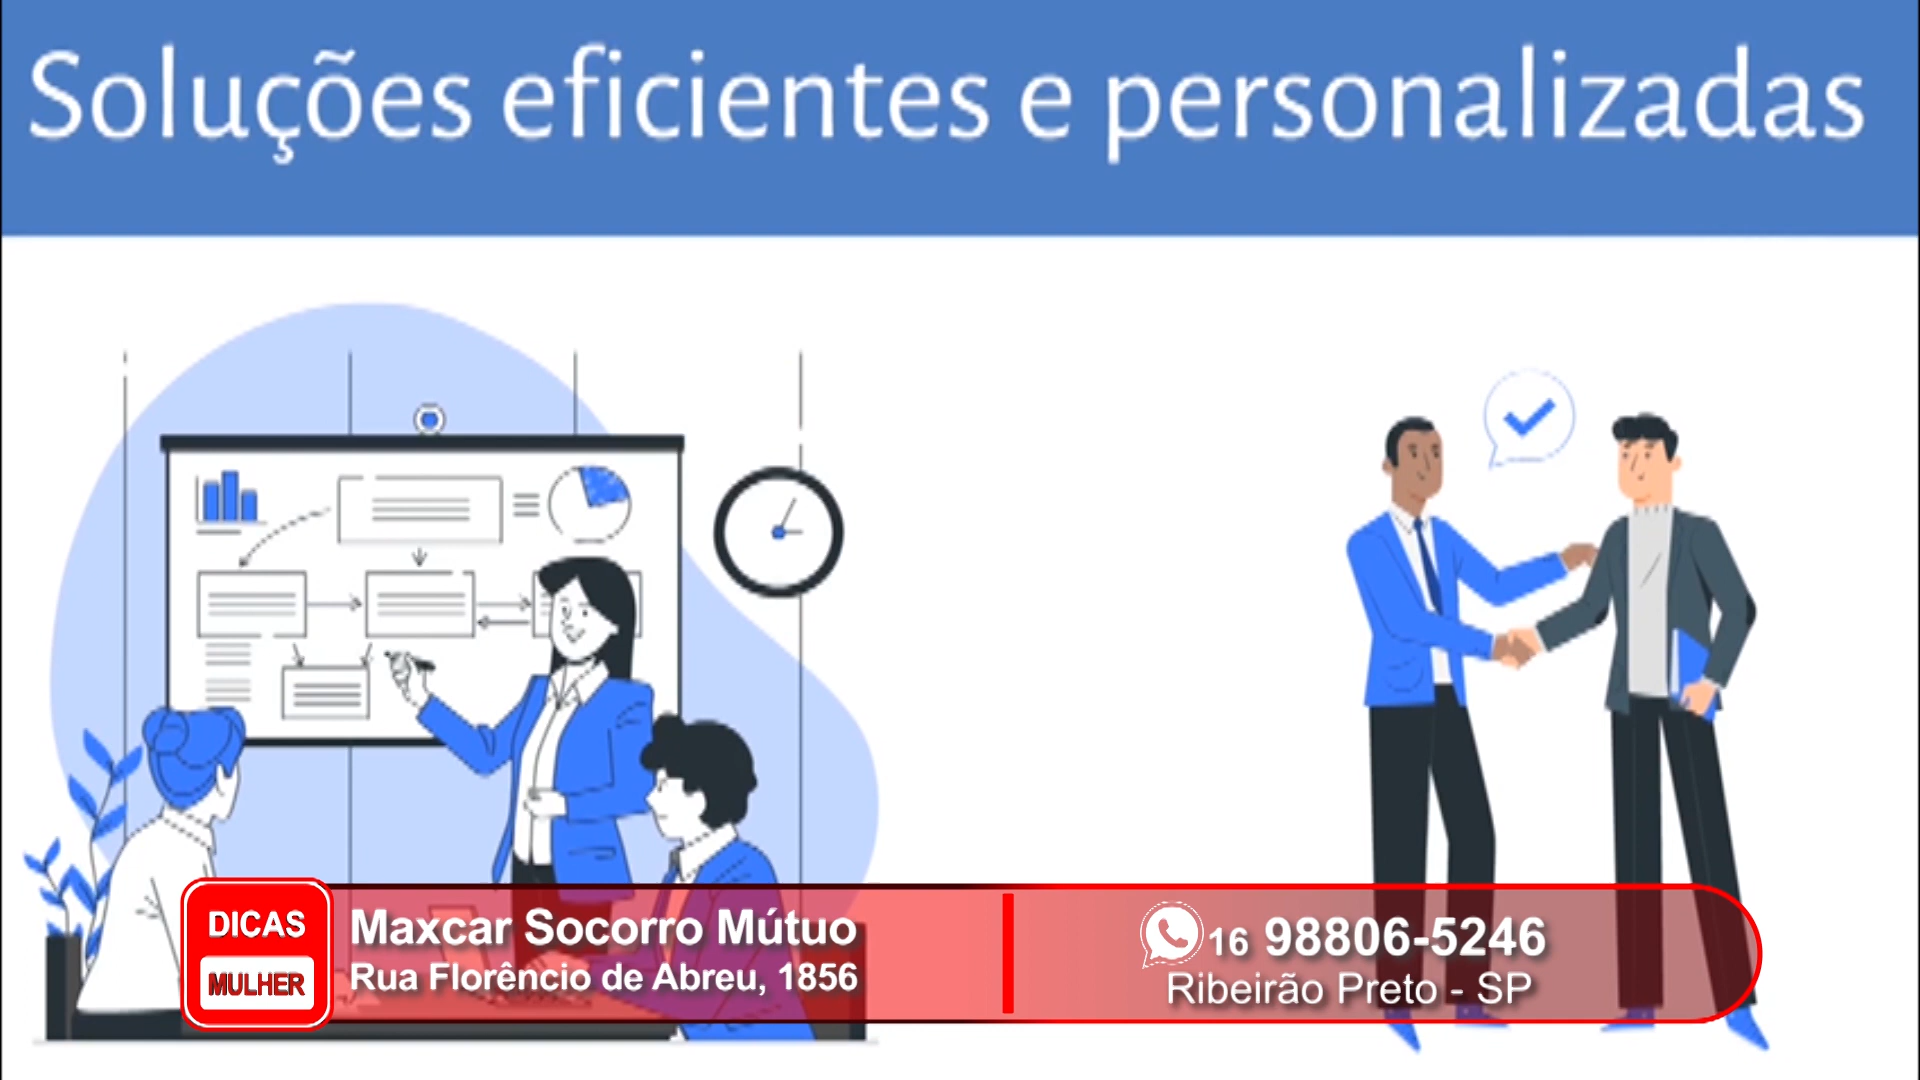 Soluções eficientes e personalizadas
DICAS
MULHER
Maxcar Socorro Mútuo
Rua Florêncio de Abreu, 1856
16 98806-5246
Ribeirão Preto - SP